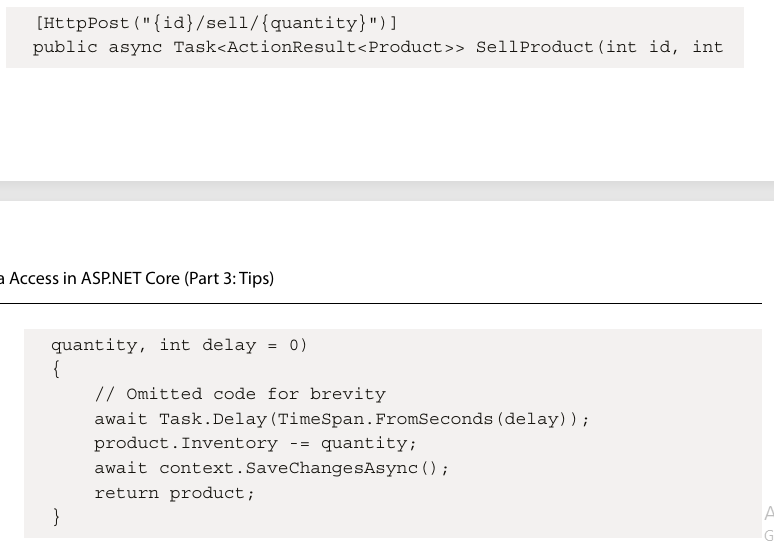 [HttpPost("{id}/sell/{quantity}")]
public async Task<ActionResult<Product>> SellProduct(int id, int
a Access in ASP.NET Core (Part 3: Tips)
quantity, int delay = 0)
{
    // Omitted code for brevity
    await Task.Delay(TimeSpan.FromSeconds(delay));
    product.Inventory -= quantity;
    await context.SaveChangesAsync();
    return product;
}
A
G